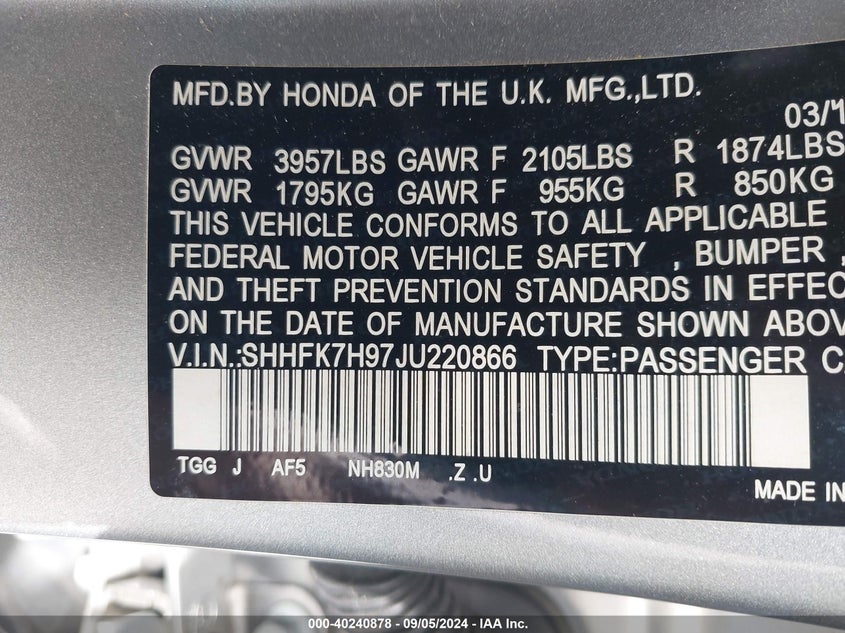 MFD.BY HONDA OF THE U.K. MFG.,LTD.
03/1
GVWR 3957LBS GAWR F 2105LBS R 1874LBS
GVWR 1795KG GAWR F 955KG R 850KG
THIS VEHICLE CONFORMS TO ALL APPLICABLE
FEDERAL MOTOR VEHICLE SAFETY , BUMPER ,
AND THEFT PREVENTION STANDARDS IN EFFEC
ON THE DATE OF MANUFACTURE SHOWN ABOV
V.I.N.:SHHFK7H97JU220866 TYPE:PASSENGER C
TGG J AF5 NH830M .Z .U
MADE IN
000-40240878 - 09/05/2024 - IAA Inc.